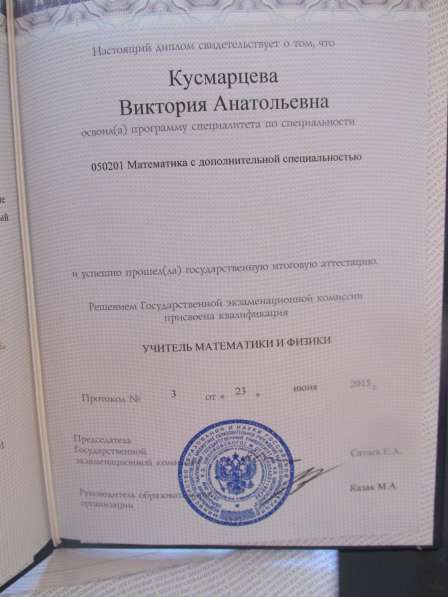 Настоящий диплом свидетельствует о том, что
Кусмарцева
Виктория Анатольевна
освоил(а) программу специалитета по специальности
050201 Математика с дополнительной специальностью
и успешно прошел(ла) государственную итоговую аттестацию.
Решением Государственной экзаменационной комиссии
присвоена квалификация
УЧИТЕЛЬ МАТЕМАТИКИ И ФИЗИКИ
Протокол № 3 от « 23 » июня 2015 г.
Председатель
Государственной
экзаменационной
Руководитель
организации
Казак М.А.